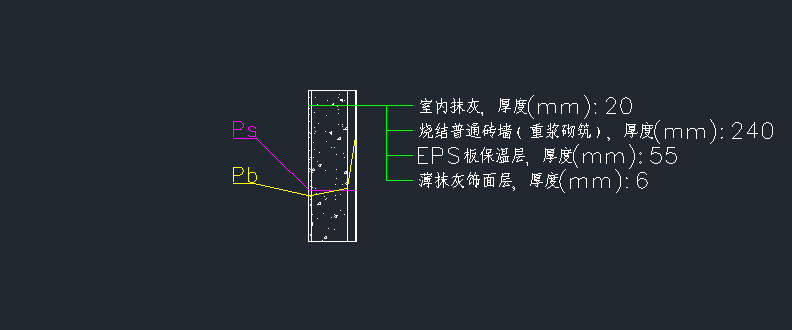 室内抹灰，厚度(mm): 20
Ps
烧结普通砖墙(重浆砌筑)，厚度(mm): 240
EPS板保温层，厚度(mm): 55
Pb
薄抹灰饰面层，厚度(mm): 6